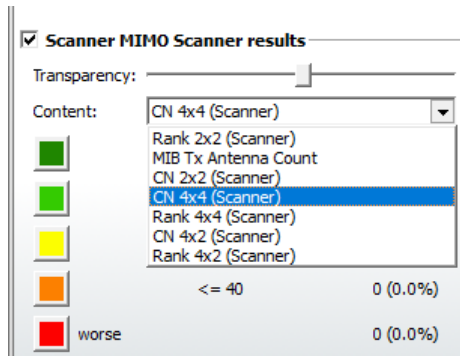 Scanner MIMO Scanner results
Transparency:
Content: CN 4x4 (Scanner)
Rank 2x2 (Scanner)
MIB Tx Antenna Count
CN 2x2 (Scanner)
CN 4x4 (Scanner)
Rank 4x4 (Scanner)
CN 4x2 (Scanner)
Rank 4x2 (Scanner)
<= 40 0 (0.0%)
worse 0 (0.0%)